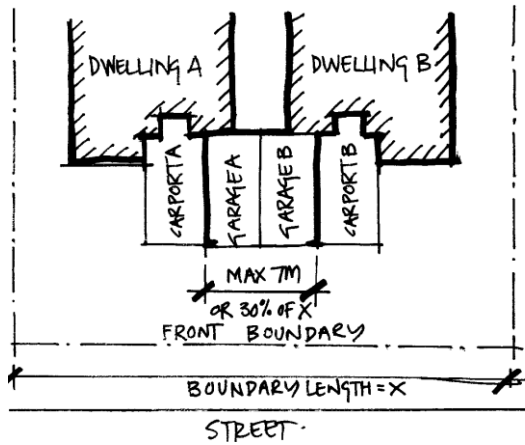 DWELLING A
DWELLING B
CARPORT A
GARAGE A
GARAGE B
CARPORT B
MAX 7M
OR 30% OF X
FRONT BOUNDARY
BOUNDARY LENGTH = X
STREET.